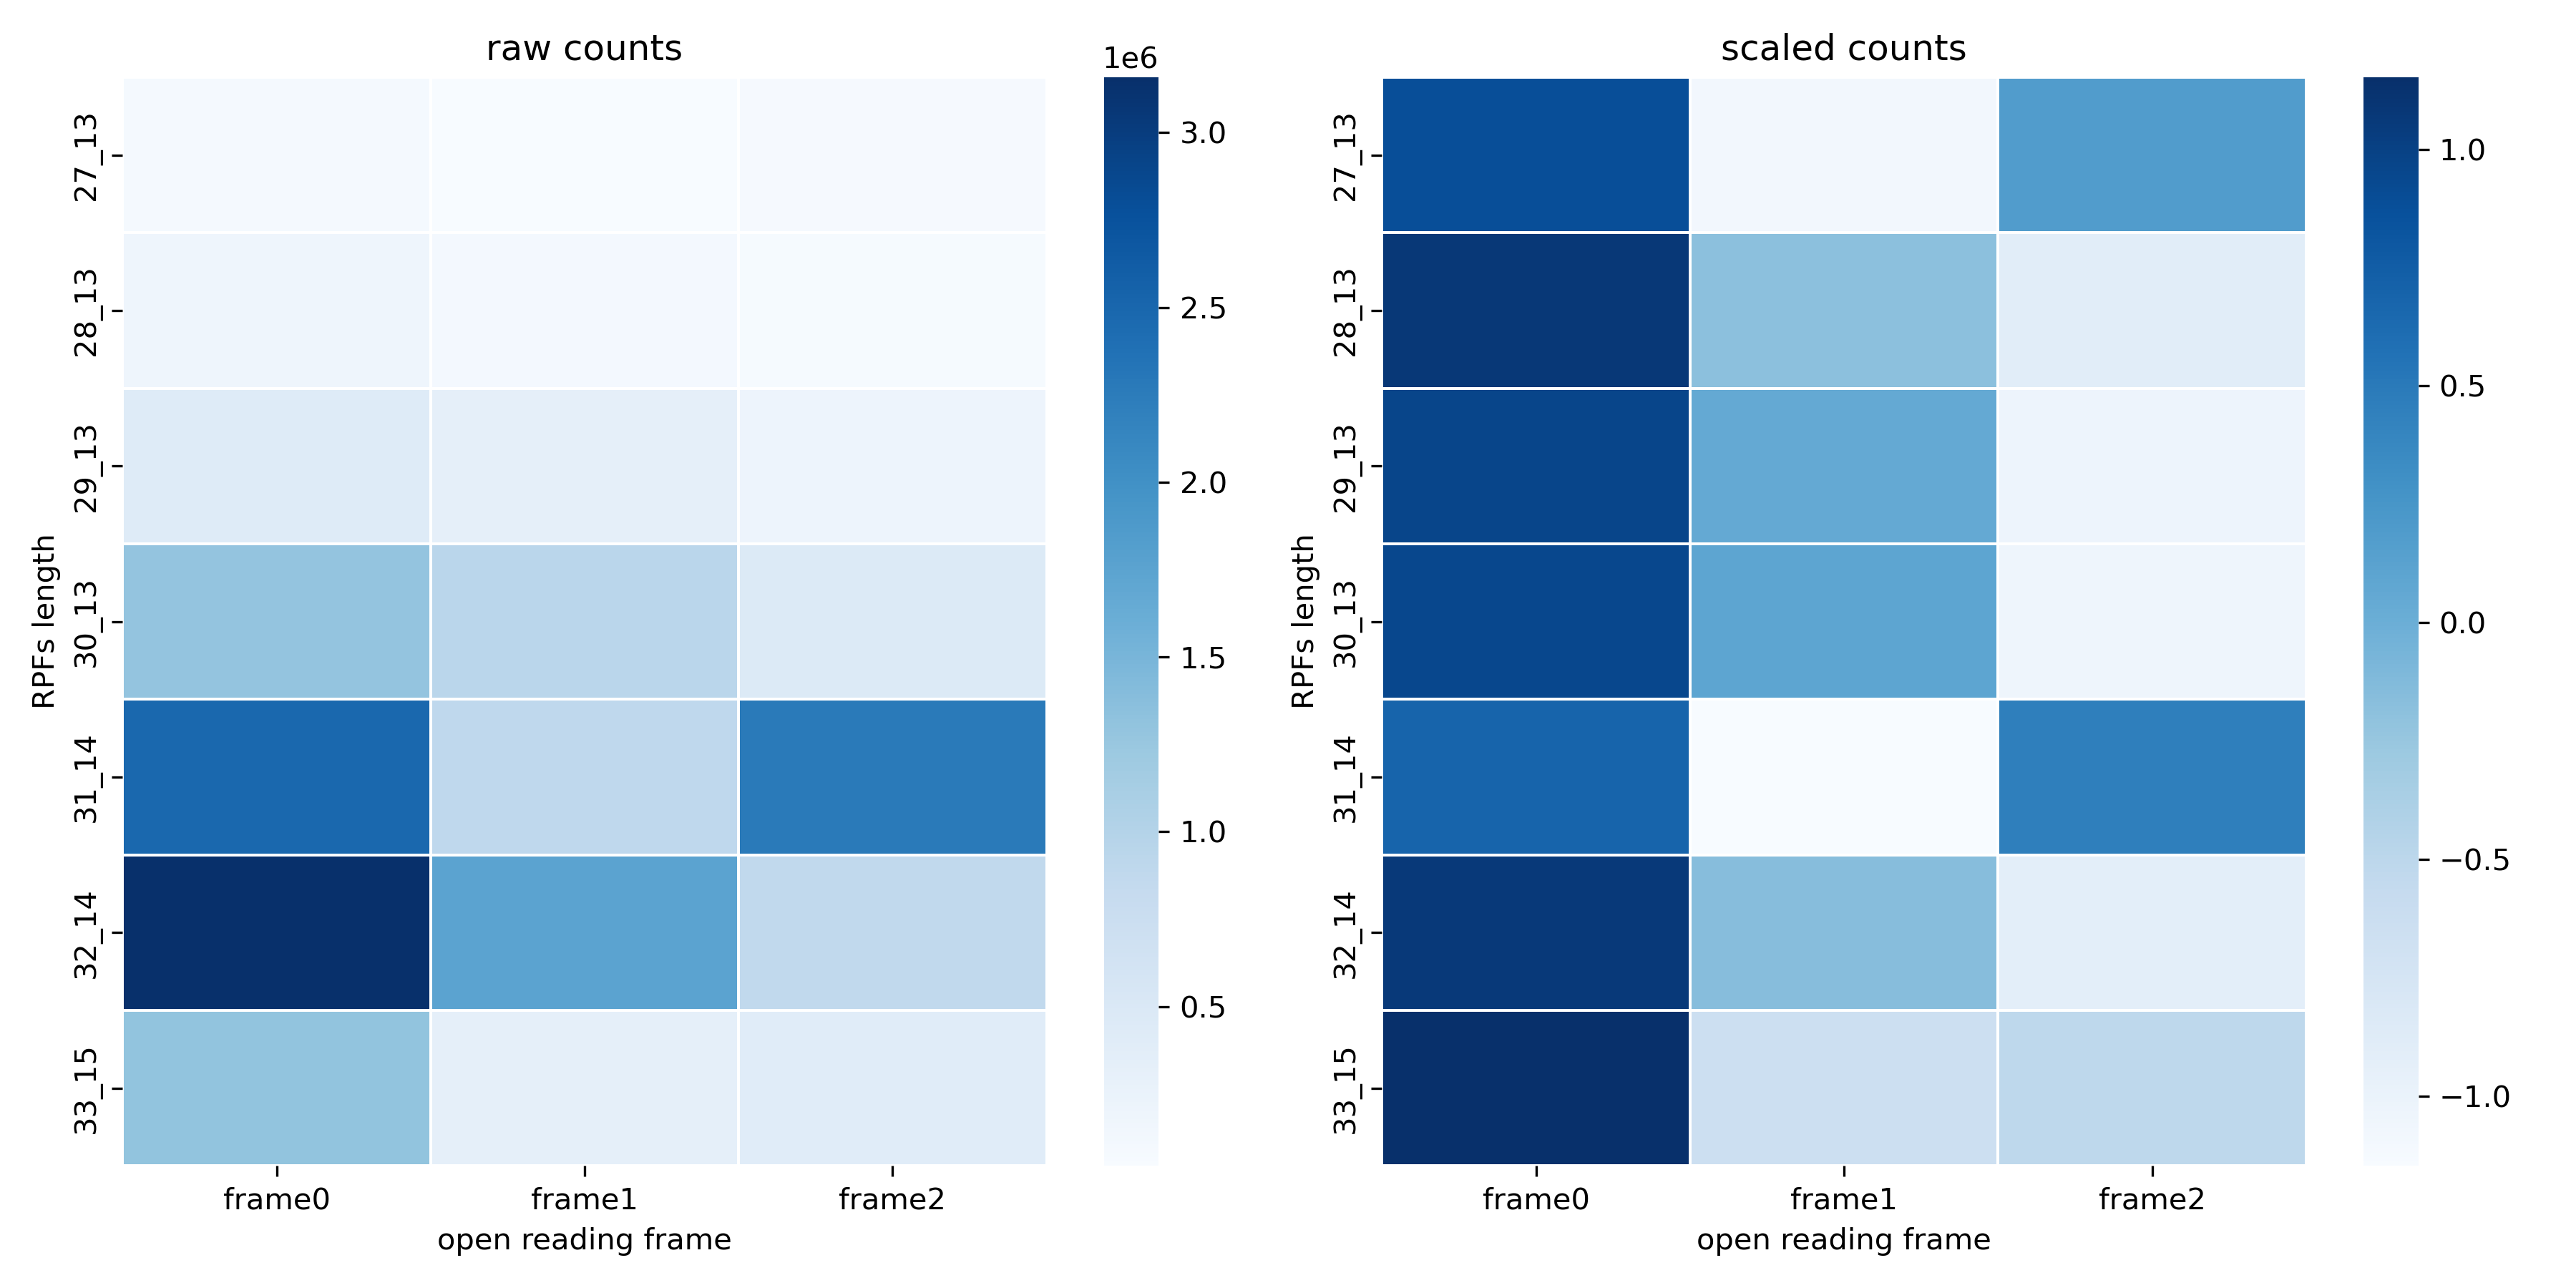 raw counts
RPFs length
27_13
28_13
29_13
30_13
31_14
32_14
33_15
frame0
frame1
frame2
open reading frame
1e6
3.0
2.5
2.0
1.5
1.0
0.5
scaled counts
RPFs length
27_13
28_13
29_13
30_13
31_14
32_14
33_15
frame0
frame1
frame2
open reading frame
1.0
0.5
0.0
−0.5
−1.0